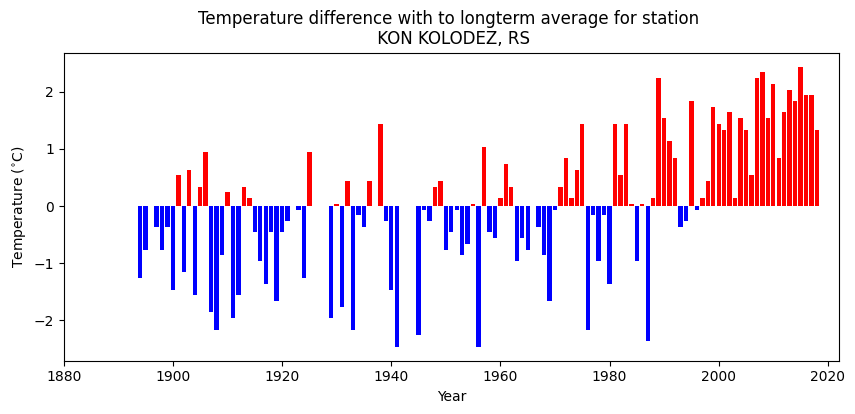 Temperature difference with to longterm average for station
KON KOLODEZ, RS
Temperature (°C)
2
1
0
−1
−2
1880 1900 1920 1940 1960 1980 2000 2020
Year